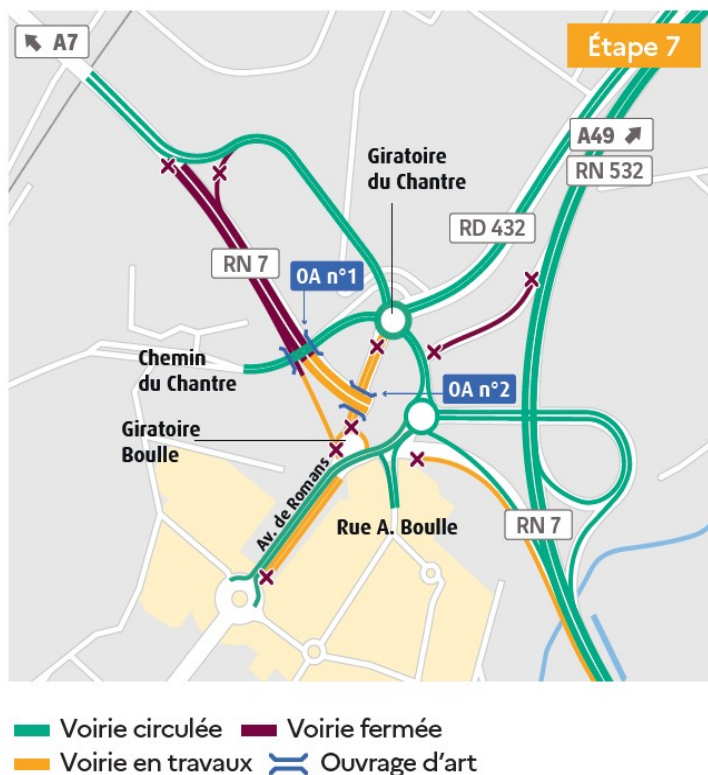 A7
Étape 7
A49
RN 532
Giratoire
du Chantre
RD 432
RN 7
OA n°1
Chemin
du Chantre
OA n°2
Giratoire
Boulle
Av. de Romans
Rue A. Boulle
RN 7
Voirie circulée
Voirie fermée
Voirie en travaux
Ouvrage d'art